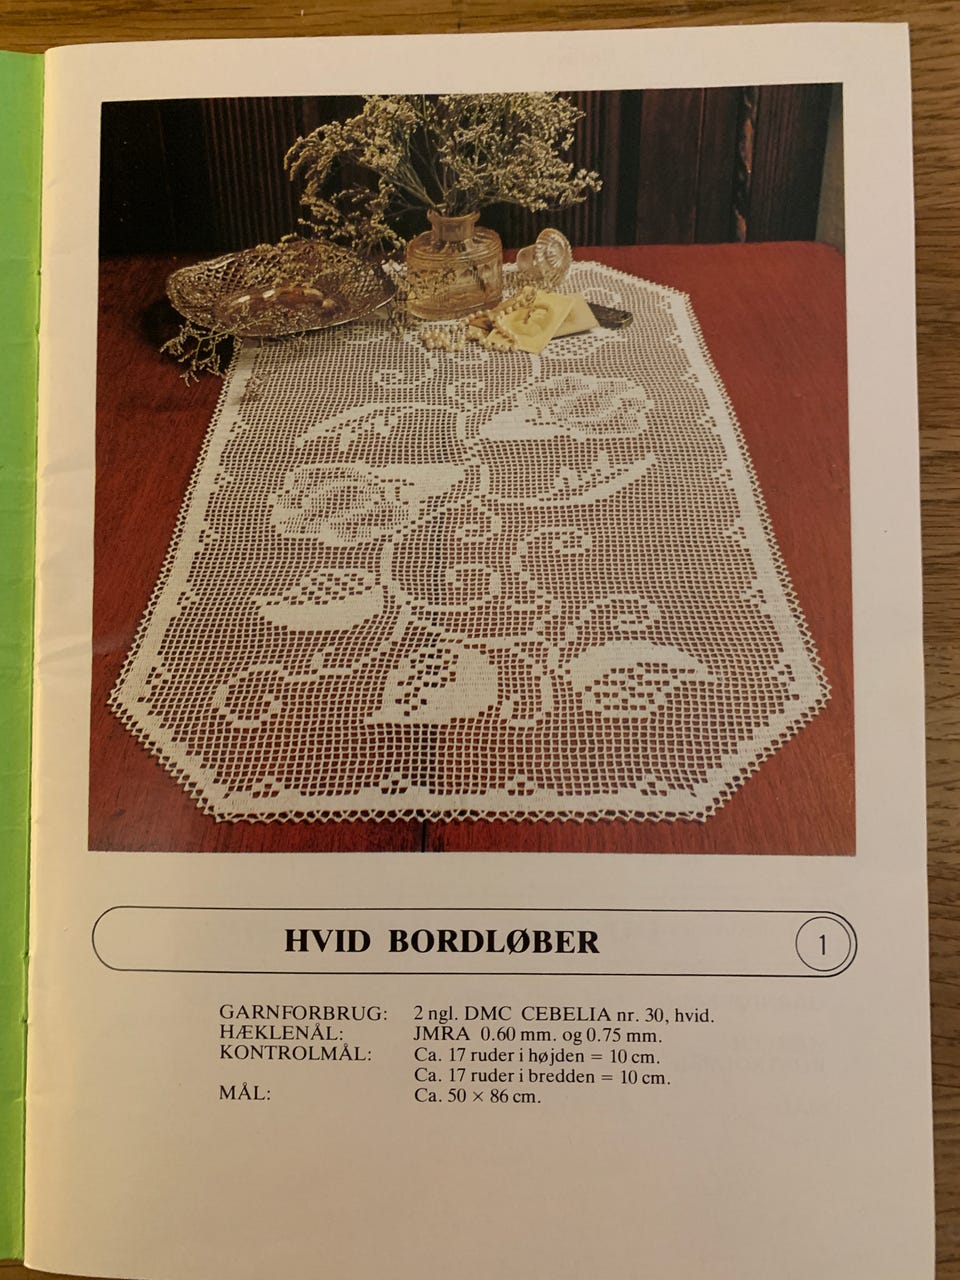 HVID BORDLØBER
1
GARNFORBRUG: 2 ngl. DMC CEBELIA nr. 30, hvid.
HÆKLENÅL: JMRA 0.60 mm. og 0.75 mm.
KONTROLMÅL: Ca. 17 ruder i højden = 10 cm.
Ca. 17 ruder i bredden = 10 cm.
MÅL: Ca. 50 × 86 cm.